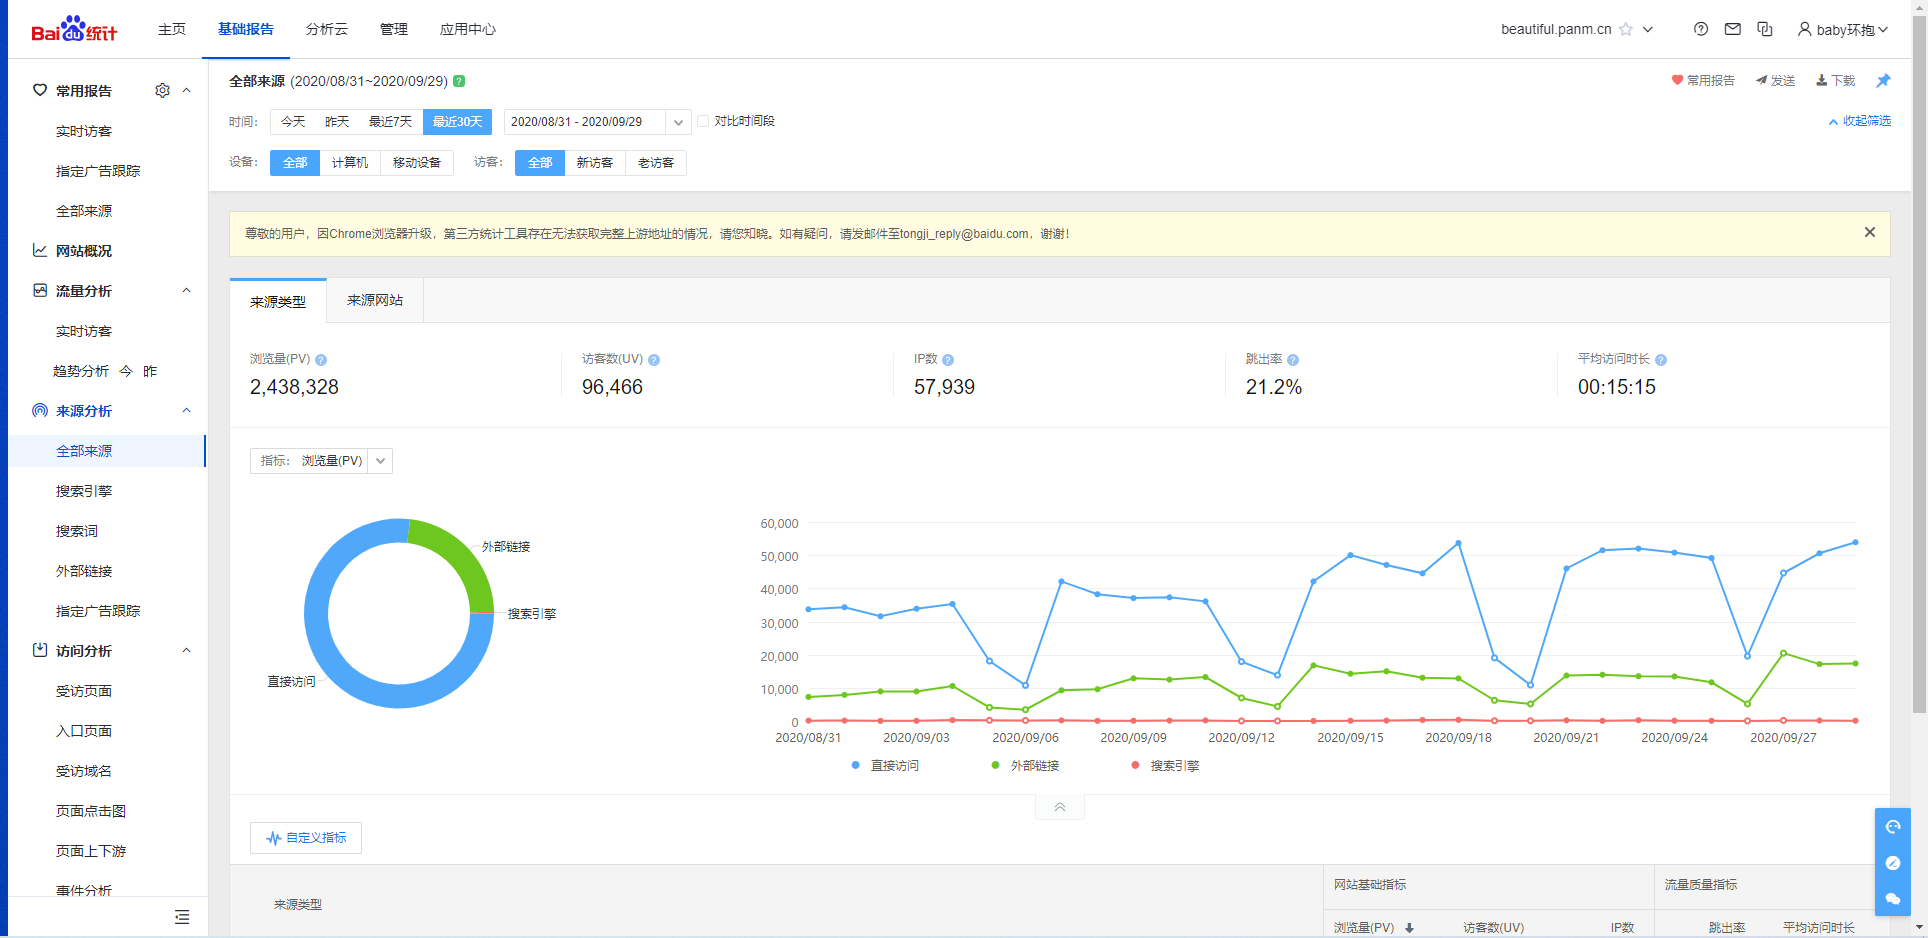 Baidu统计
主页
基础报告
分析云
管理
应用中心
beautiful.panm.cn
baby环抱
常用报告
实时访客
指定广告跟踪
全部来源
网站概况
流量分析
实时访客
趋势分析 今 昨
来源分析
全部来源
搜索引擎
搜索词
外部链接
指定广告跟踪
访问分析
受访页面
入口页面
受访域名
页面点击图
页面上下游
事件分析
全部来源 (2020/08/31~2020/09/29) ?
常用报告
发送
下载
时间: 今天 昨天 最近7天 最近30天 2020/08/31 - 2020/09/29 对比时间段
收起筛选
设备: 全部 计算机 移动设备 访客: 全部 新访客 老访客
尊敬的用户，因Chrome浏览器升级，第三方统计工具存在无法获取完整上游地址的情况，请您知晓。如有疑问，请发邮件至tongji_reply@baidu.com，谢谢!
来源类型
来源网站
浏览量(PV) ?
2,438,328
访客数(UV) ?
96,466
IP数 ?
57,939
跳出率 ?
21.2%
平均访问时长 ?
00:15:15
指标: 浏览量(PV)
外部链接
搜索引擎
直接访问
60,000
50,000
40,000
30,000
20,000
10,000
0
2020/08/31 2020/09/03 2020/09/06 2020/09/09 2020/09/12 2020/09/15 2020/09/18 2020/09/21 2020/09/24 2020/09/27
直接访问 外部链接 搜索引擎
自定义指标
来源类型
网站基础指标
流量质量指标
浏览量(PV) 访客数(UV) IP数 跳出率 平均访问时长